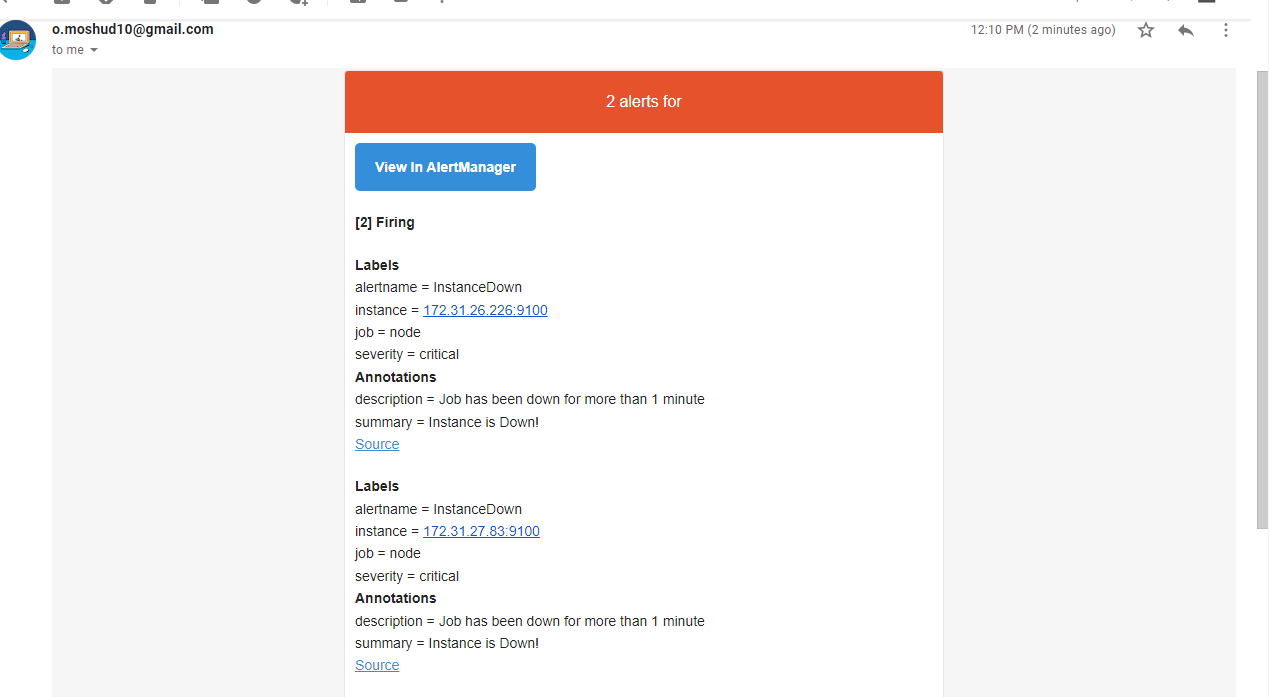 o.moshud10@gmail.com
12:10 PM (2 minutes ago)
to me
2 alerts for
View In AlertManager
[2] Firing
Labels
alertname = InstanceDown
instance = 172.31.26.226:9100
job = node
severity = critical
Annotations
description = Job has been down for more than 1 minute
summary = Instance is Down!
Source
Labels
alertname = InstanceDown
instance = 172.31.27.83:9100
job = node
severity = critical
Annotations
description = Job has been down for more than 1 minute
summary = Instance is Down!
Source